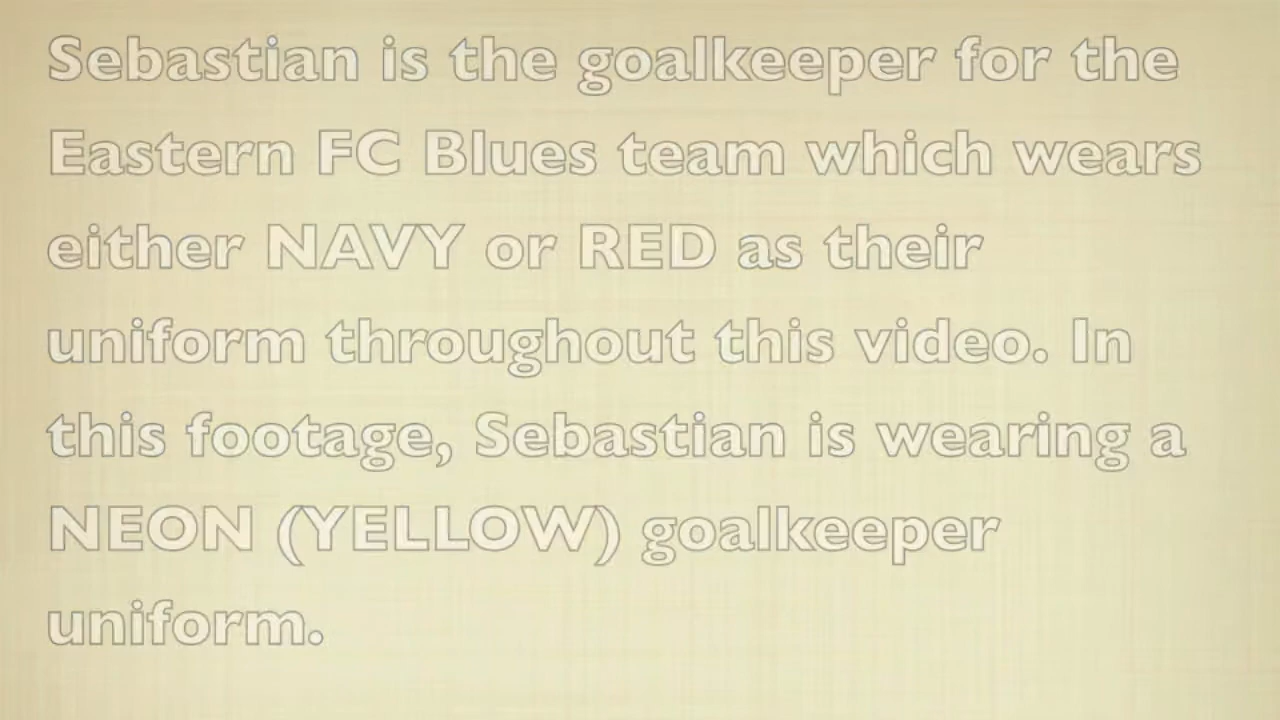 Sebastian is the goalkeeper for the
Eastern FC Blues team which wears
either NAVY or RED as their
uniform throughout this video. In
this footage, Sebastian is wearing a
NEON (YELLOW) goalkeeper
uniform.